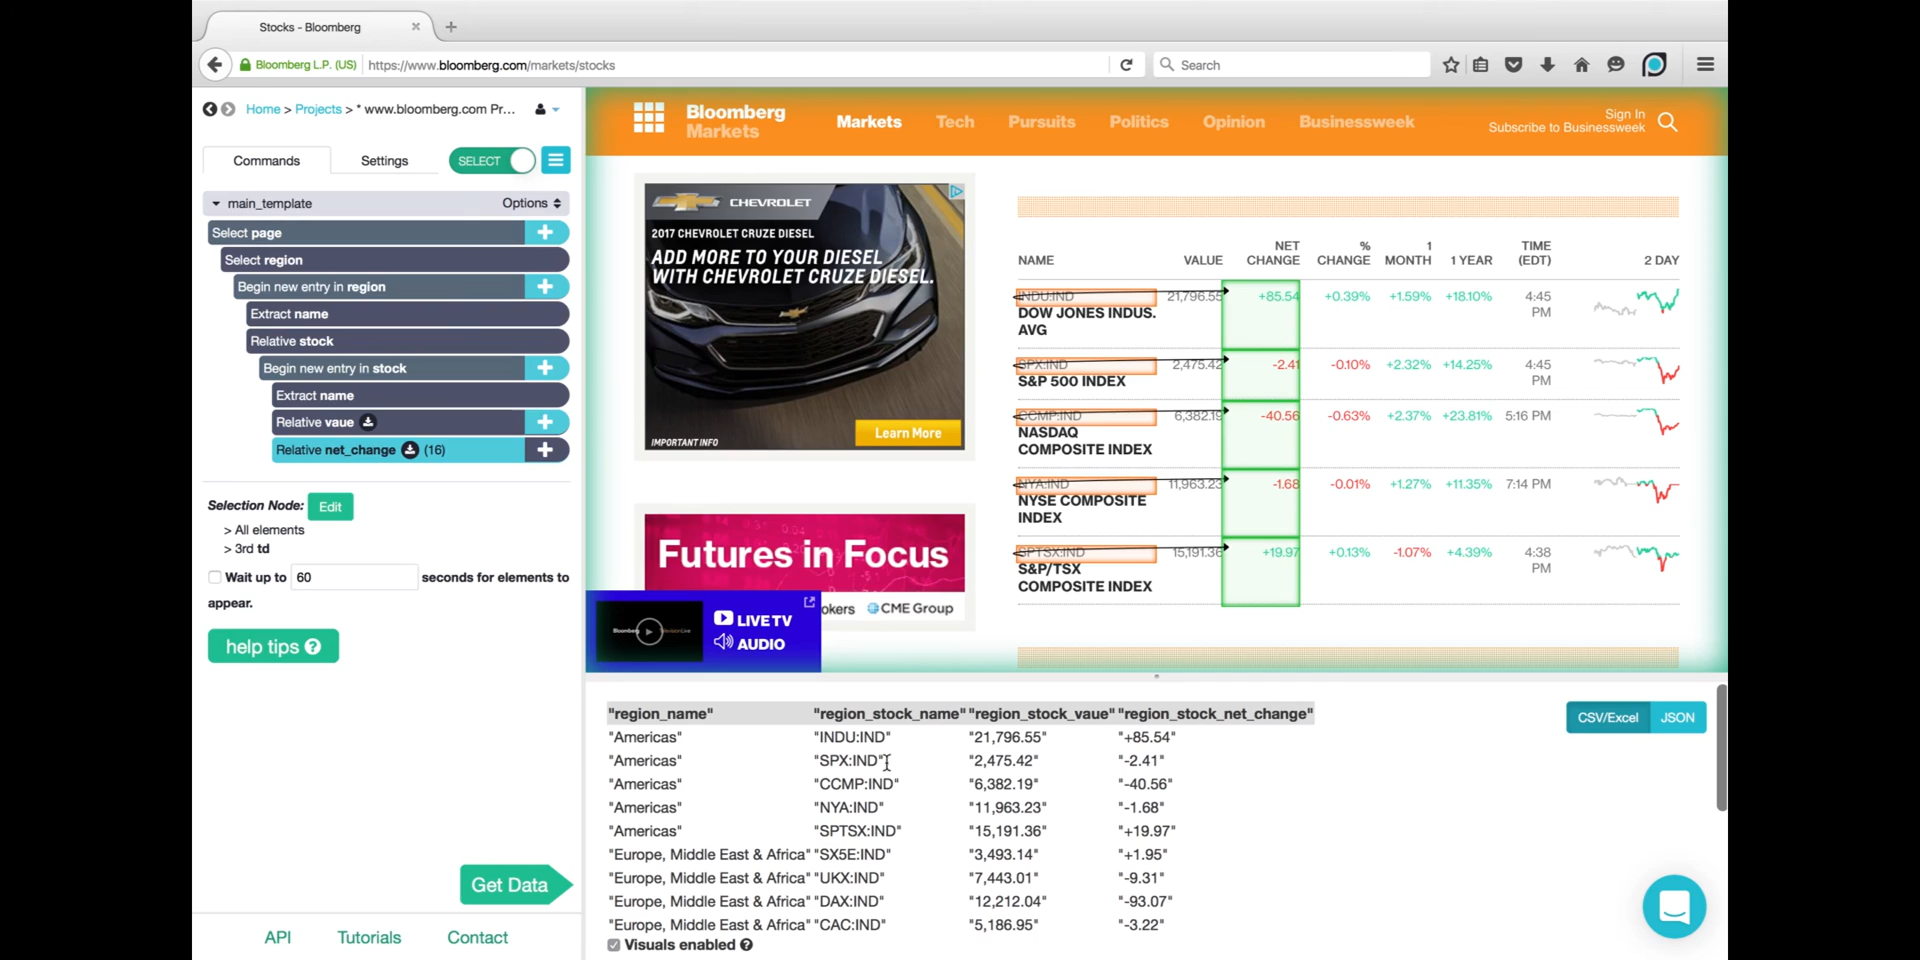 Stocks - Bloomberg
Bloomberg L.P. (US) https://www.bloomberg.com/markets/stocks Search
Home > Projects > * www.bloomberg.com Pr...
Commands Settings SELECT
main_template Options
Select page
Select region
Begin new entry in region
Extract name
Relative stock
Begin new entry in stock
Extract name
Relative vaue
Relative net_change (16)
Selection Node: Edit
> All elements
> 3rd td
Wait up to 60 seconds for elements to
appear.
help tips ?
Get Data
API Tutorials Contact
Bloomberg
Markets
Markets Tech Pursuits Politics Opinion Businessweek
Sign In
Subscribe to Businessweek
CHEVROLET
2017 CHEVROLET CRUZE DIESEL
ADD MORE TO YOUR DIESEL
WITH CHEVROLET CRUZE DIESEL.
IMPORTANT INFO Learn More
Futures in Focus
okers CME Group
LIVE TV
AUDIO
NAME VALUE NET CHANGE % CHANGE 1 MONTH 1 YEAR TIME (EDT) 2 DAY
INDU:IND 21,796.55 +85.54 +0.39% +1.59% +18.10% 4:45 PM
DOW JONES INDUS.
AVG
SPX:IND 2,475.42 -2.41 -0.10% +2.32% +14.25% 4:45 PM
S&P 500 INDEX
CCMP:IND 6,382.19 -40.56 -0.63% +2.37% +23.81% 5:16 PM
NASDAQ
COMPOSITE INDEX
NYA:IND 11,963.23 -1.68 -0.01% +1.27% +11.35% 7:14 PM
NYSE COMPOSITE
INDEX
SPTSX:IND 15,191.36 +19.97 +0.13% -1.07% +4.39% 4:38 PM
S&P/TSX
COMPOSITE INDEX
"region_name" "region_stock_name" "region_stock_vaue" "region_stock_net_change"
"Americas" "INDU:IND" "21,796.55" "+85.54"
"Americas" "SPX:IND" "2,475.42" "-2.41"
"Americas" "CCMP:IND" "6,382.19" "-40.56"
"Americas" "NYA:IND" "11,963.23" "-1.68"
"Americas" "SPTSX:IND" "15,191.36" "+19.97"
"Europe, Middle East & Africa" "SX5E:IND" "3,493.14" "+1.95"
"Europe, Middle East & Africa" "UKX:IND" "7,443.01" "-9.31"
"Europe, Middle East & Africa" "DAX:IND" "12,212.04" "-93.07"
"Europe, Middle East & Africa" "CAC:IND" "5,186.95" "-3.22"
CSV/Excel JSON
Visuals enabled ?